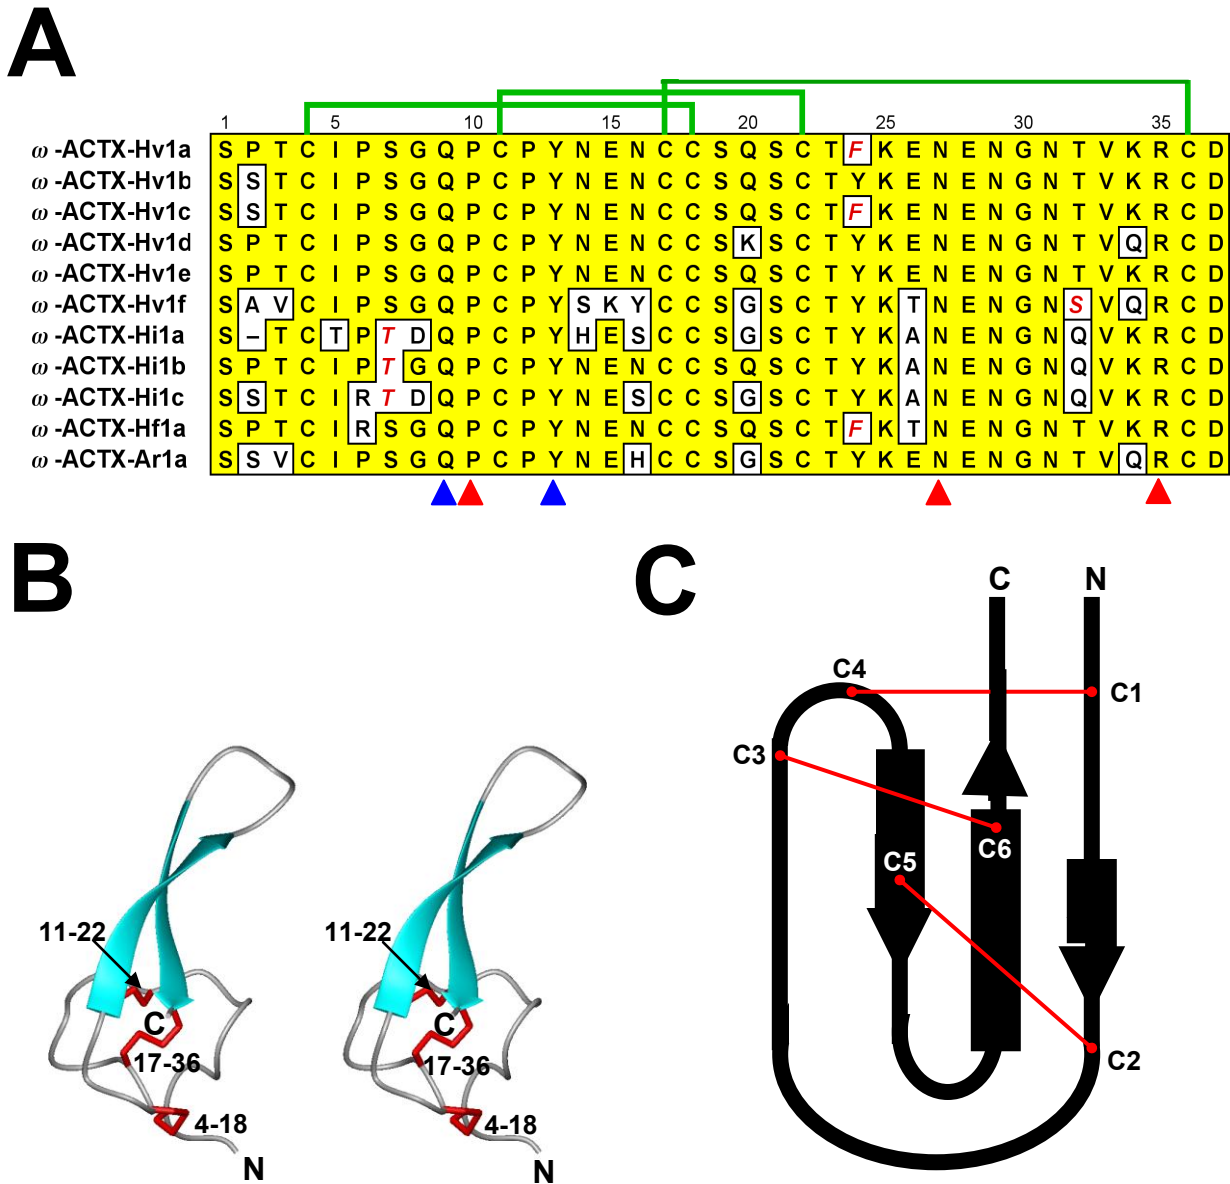 A
1 5 10 15 20 25 30 35
ω-ACTX-Hv1a S P T C I P S G Q P C P Y N E N C C S Q S C T F K E N E N G N T V K R C D
ω-ACTX-Hv1b S S T C I P S G Q P C P Y N E N C C S Q S C T Y K E N E N G N T V K R C D
ω-ACTX-Hv1c S S T C I P S G Q P C P Y N E N C C S Q S C T F K E N E N G N T V K R C D
ω-ACTX-Hv1d S P T C I P S G Q P C P Y N E N C C S K S C T Y K E N E N G N T V Q R C D
ω-ACTX-Hv1e S P T C I P S G Q P C P Y N E N C C S Q S C T Y K E N E N G N T V K R C D
ω-ACTX-Hv1f S A V C I P S G Q P C P Y S K Y C C S G S C T Y K T N E N G N S V Q R C D
ω-ACTX-Hi1a S – T C T P T D Q P C P Y H E S C C S G S C T Y K A N E N G N Q V K R C D
ω-ACTX-Hi1b S P T C I P T G Q P C P Y N E N C C S Q S C T Y K A N E N G N Q V K R C D
ω-ACTX-Hi1c S S T C I R T D Q P C P Y N E S C C S G S C T Y K A N E N G N Q V K R C D
ω-ACTX-Hf1a S P T C I R S G Q P C P Y N E N C C S Q S C T F K T N E N G N T V K R C D
ω-ACTX-Ar1a S S V C I P S G Q P C P Y N E H C C S G S C T Y K E N E N G N T V Q R C D
B
11-22
C
17-36
4-18
N
11-22
C
17-36
4-18
N
C
C N
C4
C1
C3
C6
C5
C2